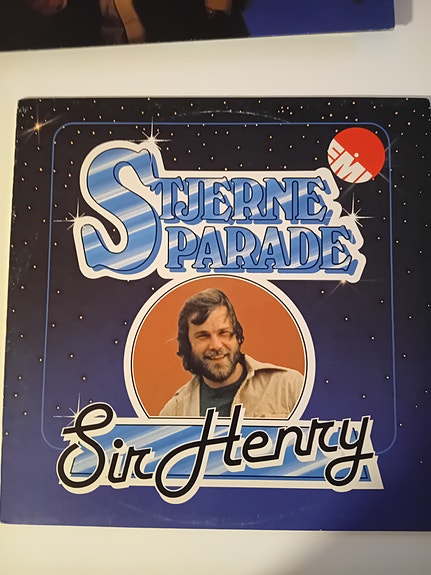 EMI
STJERNE
PARADE
Sir Henry